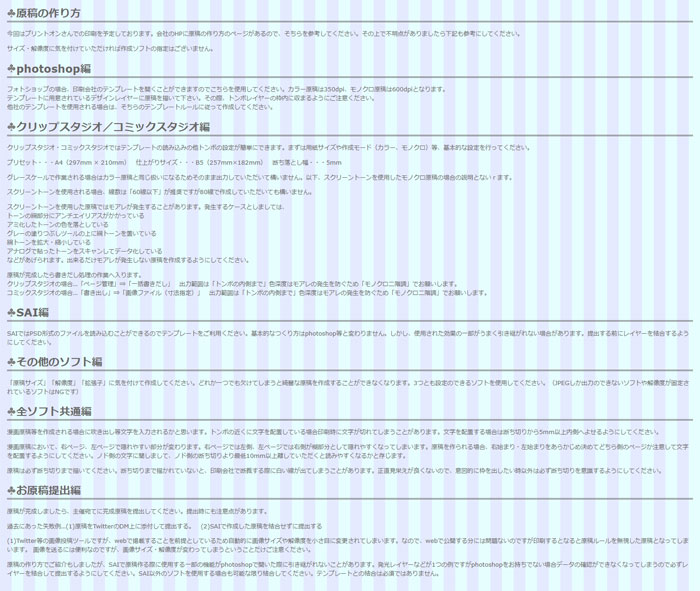 ♣原稿の作り方
今回はプリントオンさんでの印刷を予定しております。会社のHPに原稿の作り方のページがあるので、そちらを参考してください。その上で不明点がありましたら下記も参考にしてください。
サイズ・解像度に気を付けていただければ作成ソフトの指定はございません。
♣photoshop編
フォトショップの場合、印刷会社のテンプレートを開くことができますのでこちらを使用してください。カラー原稿は350dpi、モノクロ原稿は600dpiとなります。
テンプレートに用意されているデザインレイヤーに原稿を描いて下さい。その際、トンボレイヤーの枠内に収まるようにご注意ください。
他社のテンプレートを使用される場合は、そちらのテンプレートルールに従って作成してください。
♣クリップスタジオ／コミックスタジオ編
クリップスタジオ・コミックスタジオではテンプレートの読み込みの他トンボの設定が簡単にできます。まずは用紙サイズや作成モード（カラー、モノクロ）等、基本的な設定を行ってください。
プリセット・・・A4（297mm × 210mm）　仕上がりサイズ・・・B5（257mm×182mm）　断ち落とし幅・・・5mm
グレースケールで作業される場合はカラー原稿と同じ扱いになるためそのまま出力していただいて構いません。以下、スクリーントーンを使用したモノクロ原稿の場合の説明とないｒます。
スクリーントーンを使用される場合、線数は「60線以下」が推奨ですが80線で作成していただいても構いません。
スクリーントーンを使用した原稿ではモアレが発生することがあります。発生するケースとしましては、
トーンの網部分にアンチエイリアスがかかっている
アミ化したトーンの色を落としている
グレーの塗りつぶしツールの上に網トーンを置いている
網トーンを拡大・縮小している
アナログで貼ったトーンをスキャンしてデータ化している
などがあげられます。出来るだけモアレが発生しない原稿を作成するようにしてください。
原稿が完成したら書きだし処理の作業へ入ります。
クリップスタジオの場合…「ページ管理」⇒「一括書きだし」　出力範囲は「トンボの内側まで」色深度はモアレの発生を防ぐため「モノクロ二階調」でお願いします。
コミックスタジオの場合…「書き出し」⇒「画像ファイル（寸法指定）」　出力範囲は「トンボの内側まで」色深度はモアレの発生を防ぐため「モノクロ二階調」でお願いします。
♣SAI編
SAIではPSD形式のファイルを読み込むことができるのでテンプレートをご利用ください。基本的なつくり方はphotoshop等と変わりません。しかし、使用された効果の一部がうまく引き継がれない場合があります。提出する前にレイヤーを結合するよう
にしてください。
♣その他のソフト編
「原稿サイズ」「解像度」「拡張子」に気を付けて作成してください。どれか一つでも欠けてしまうと綺麗な原稿を作成することができなくなります。3つとも設定のできるソフトを使用してください。（JPEGしか出力のできないソフトや解像度が固定され
ているソフトはNGです）
♣全ソフト共通編
漫画原稿等を作成される場合に吹き出し等文字を入力されるかと思います。トンボの近くに文字を配置している場合印刷時に文字が切れてしまうことがあります。文字を配置する場合は断ち切りから5mm以上内側へよせるようにしてください。
漫画原稿において、右ページ、左ページで隠れやすい部分が変わります。右ページでは左側、左ページでは右側が綴部分として隠れやすくなってしまいます。原稿を作られる場合、右始まり・左始まりをあらかじめ決めてどちら側のページか注意して文字
を配置するようにしてください。ノド側の文字に関しまして、ノド側の断ち切りより最低10mm以上離していただくと読みやすくなるかと存じます。
原稿は必ず断ち切りまで描いてください。断ち切りまで描かれていないと、印刷会社で断裁する際に白い縁が出てしまうことがあります。正直見栄えが良くないので、意図的に枠を出したい時以外は必ず断ち切りを意識するようにしてください。
♣お原稿提出編
原稿が完成しましたら、主催宛てに完成原稿を提出してください。提出時にも注意点があります。
過去にあった失敗例…(1)原稿をTwitterのDM上に添付して提出する。　(2)SAIで作成した原稿を結合せずに提出する
(1)Twitter等の画像投稿ツールですが、webで掲載することを前提としているため自動的に画像サイズや解像度を小さ目に変更されてしまいます。なので、webで公開する分には問題ないのですが印刷するとなると原稿ルールを無視した原稿となってしま
います。 画像を送るには便利なのですが、画像サイズ・解像度が変わってしまうということだけご注意ください。
原稿の作り方でご紹介もしましたが、SAIで原稿作る際に使用する一部の機能がphotoshopで開いた際に引き継がれないことがあります。発光レイヤーなどが1つの例ですがphotoshopをお持ちでない場合データの確認ができなくなってしまうので必ずレ
イヤーを結合して提出するようにしてください。SAI以外のソフトを使用する場合も可能な限り結合してください。テンプレートとの結合は必須ではありません。